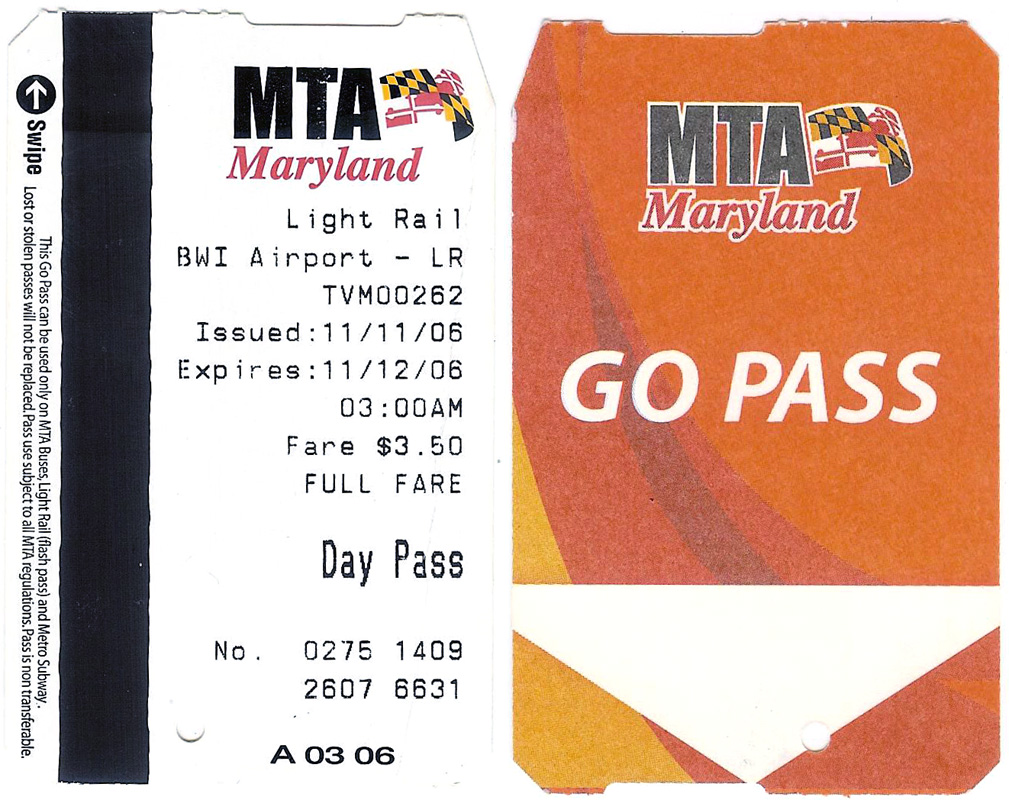 ← Swipe
This Go Pass can be used only on MTA Buses, Light Rail (flash pass) and Metro Subway.
Lost or stolen passes will not be replaced. Pass use subject to all MTA regulations. Pass is non transferable.
MTA
Maryland
Light Rail
BWI Airport - LR
TVM00262
Issued:11/11/06
Expires:11/12/06
03:00AM
Fare $3.50
FULL FARE
Day Pass
No. 0275 1409
2607 6631
A 03 06
MTA
Maryland
GO PASS